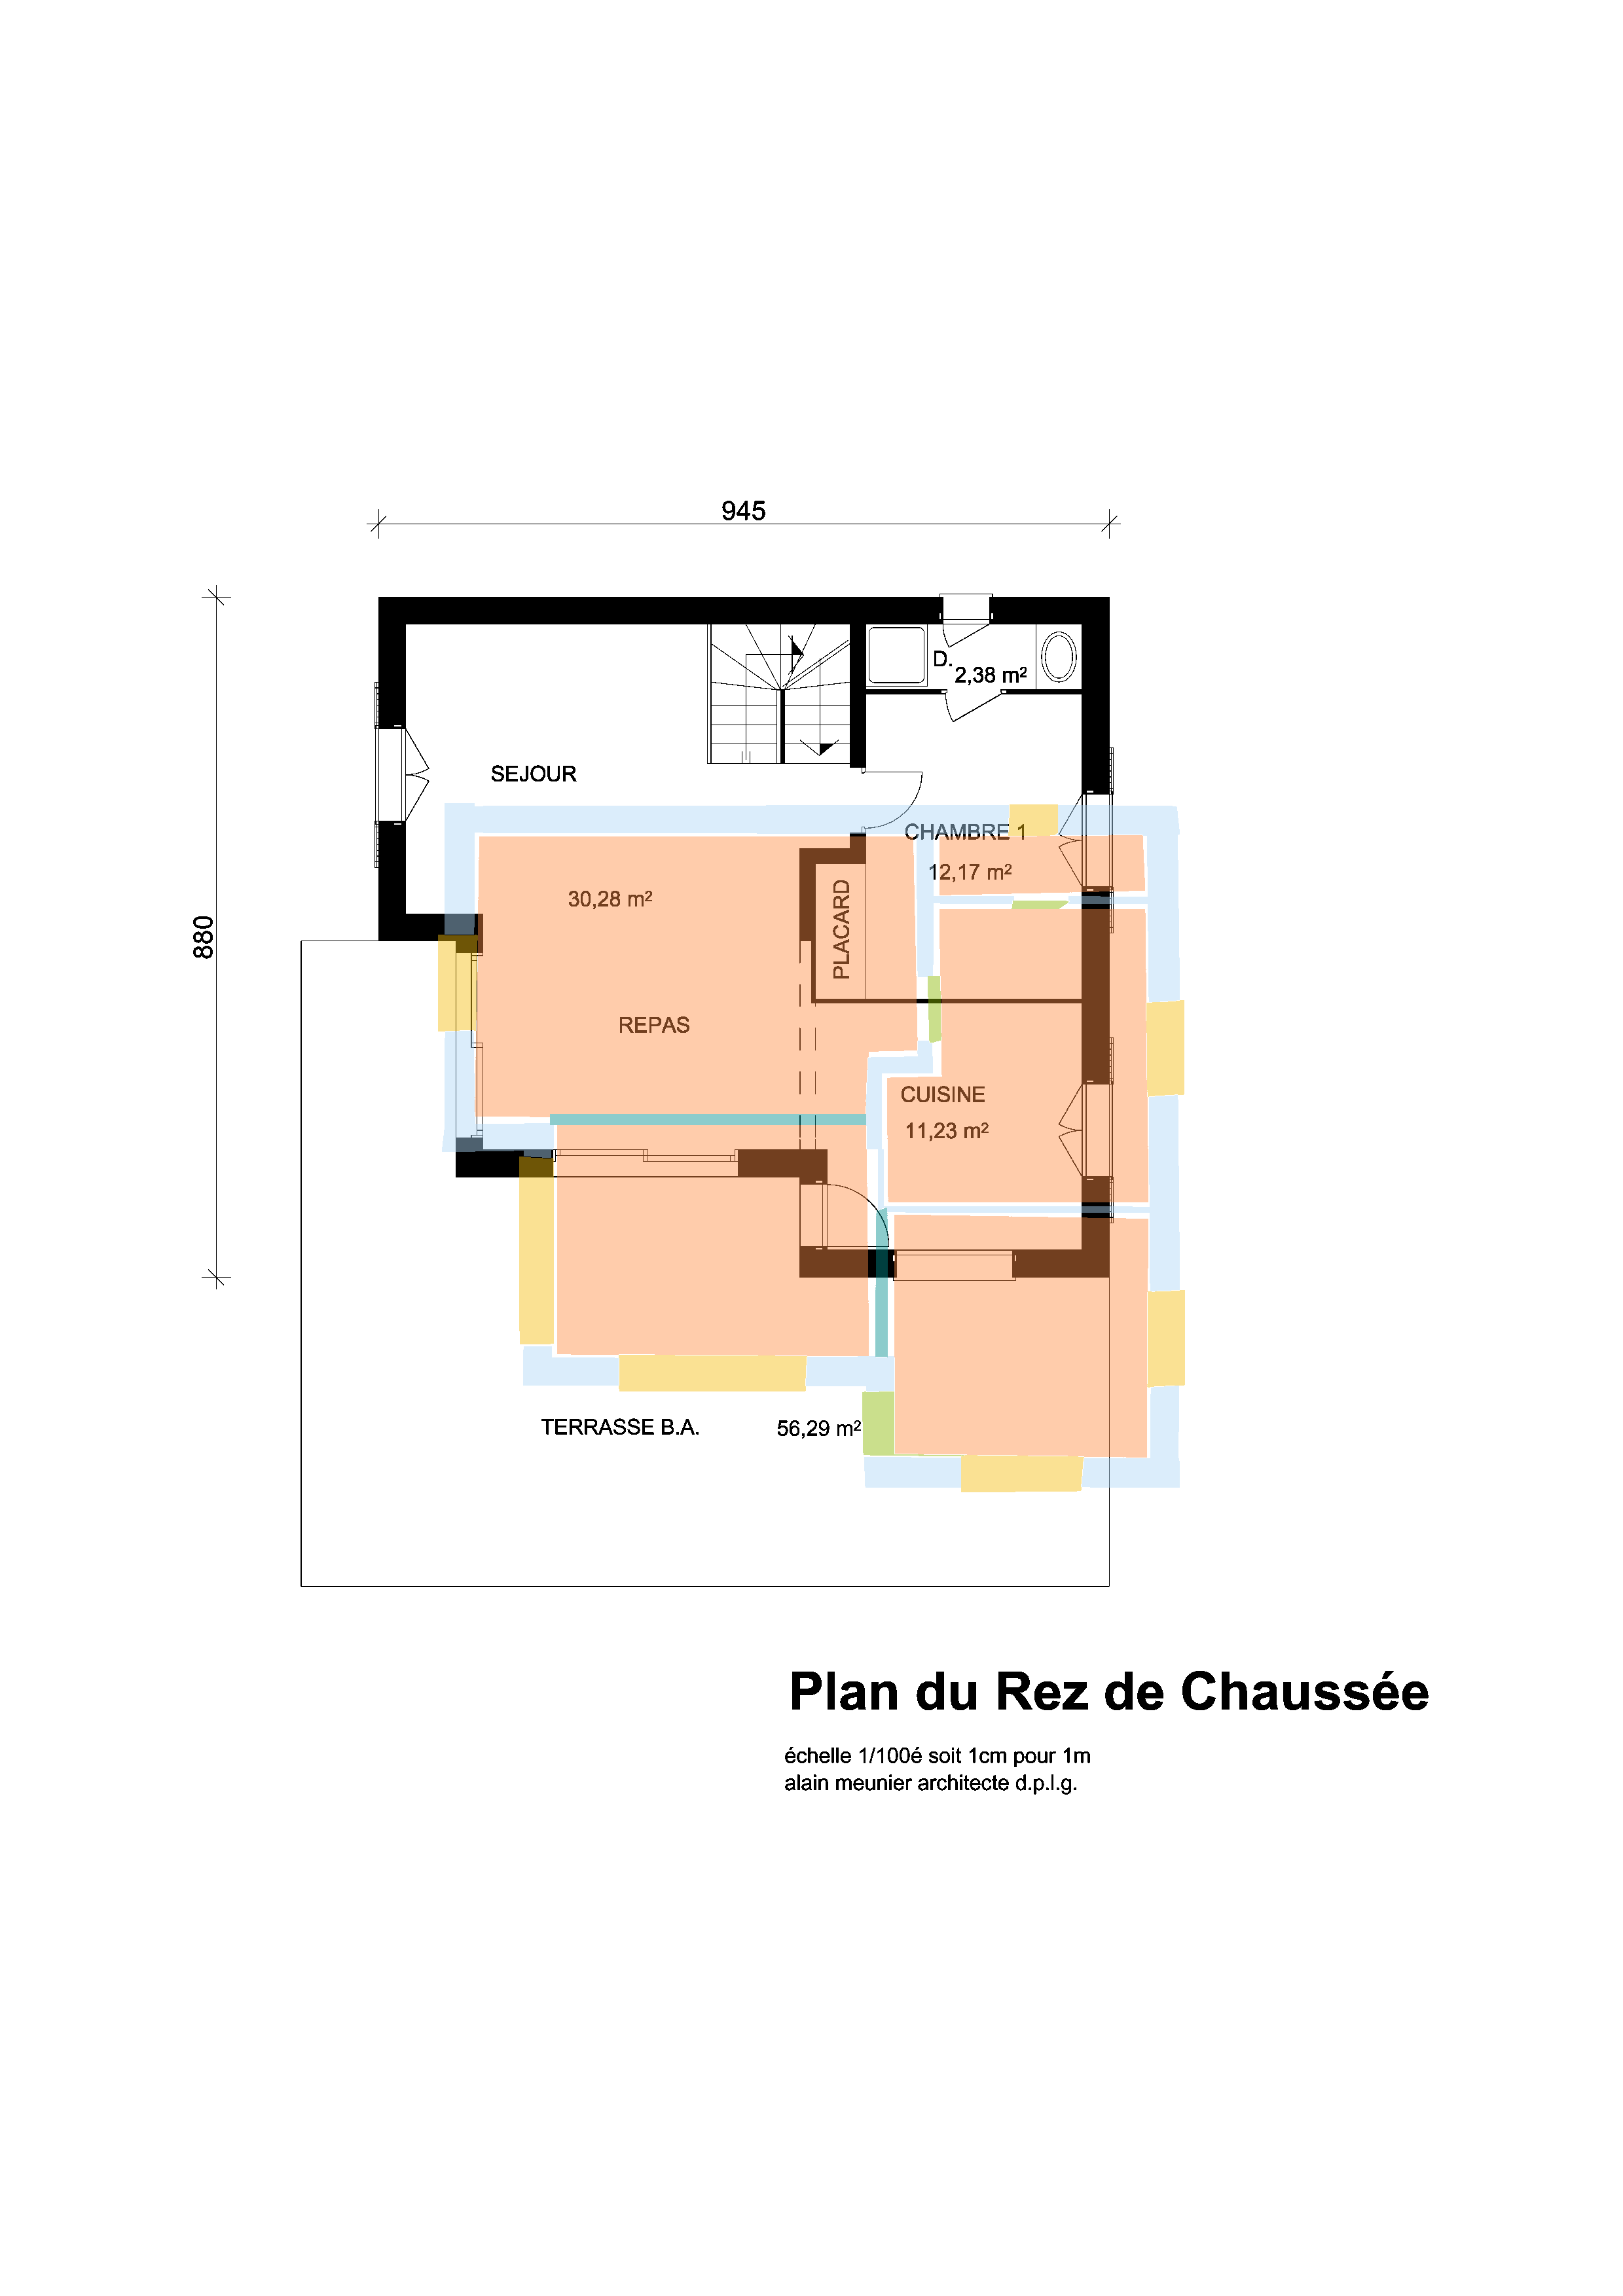 945
880
D.
2,38 m²
SEJOUR
CHAMBRE 1
12,17 m²
30,28 m²
PLACARD
REPAS
CUISINE
11,23 m²
TERRASSE B.A. 56,29 m²
Plan du Rez de Chaussée
échelle 1/100é soit 1cm pour 1m
alain meunier architecte d.p.l.g.